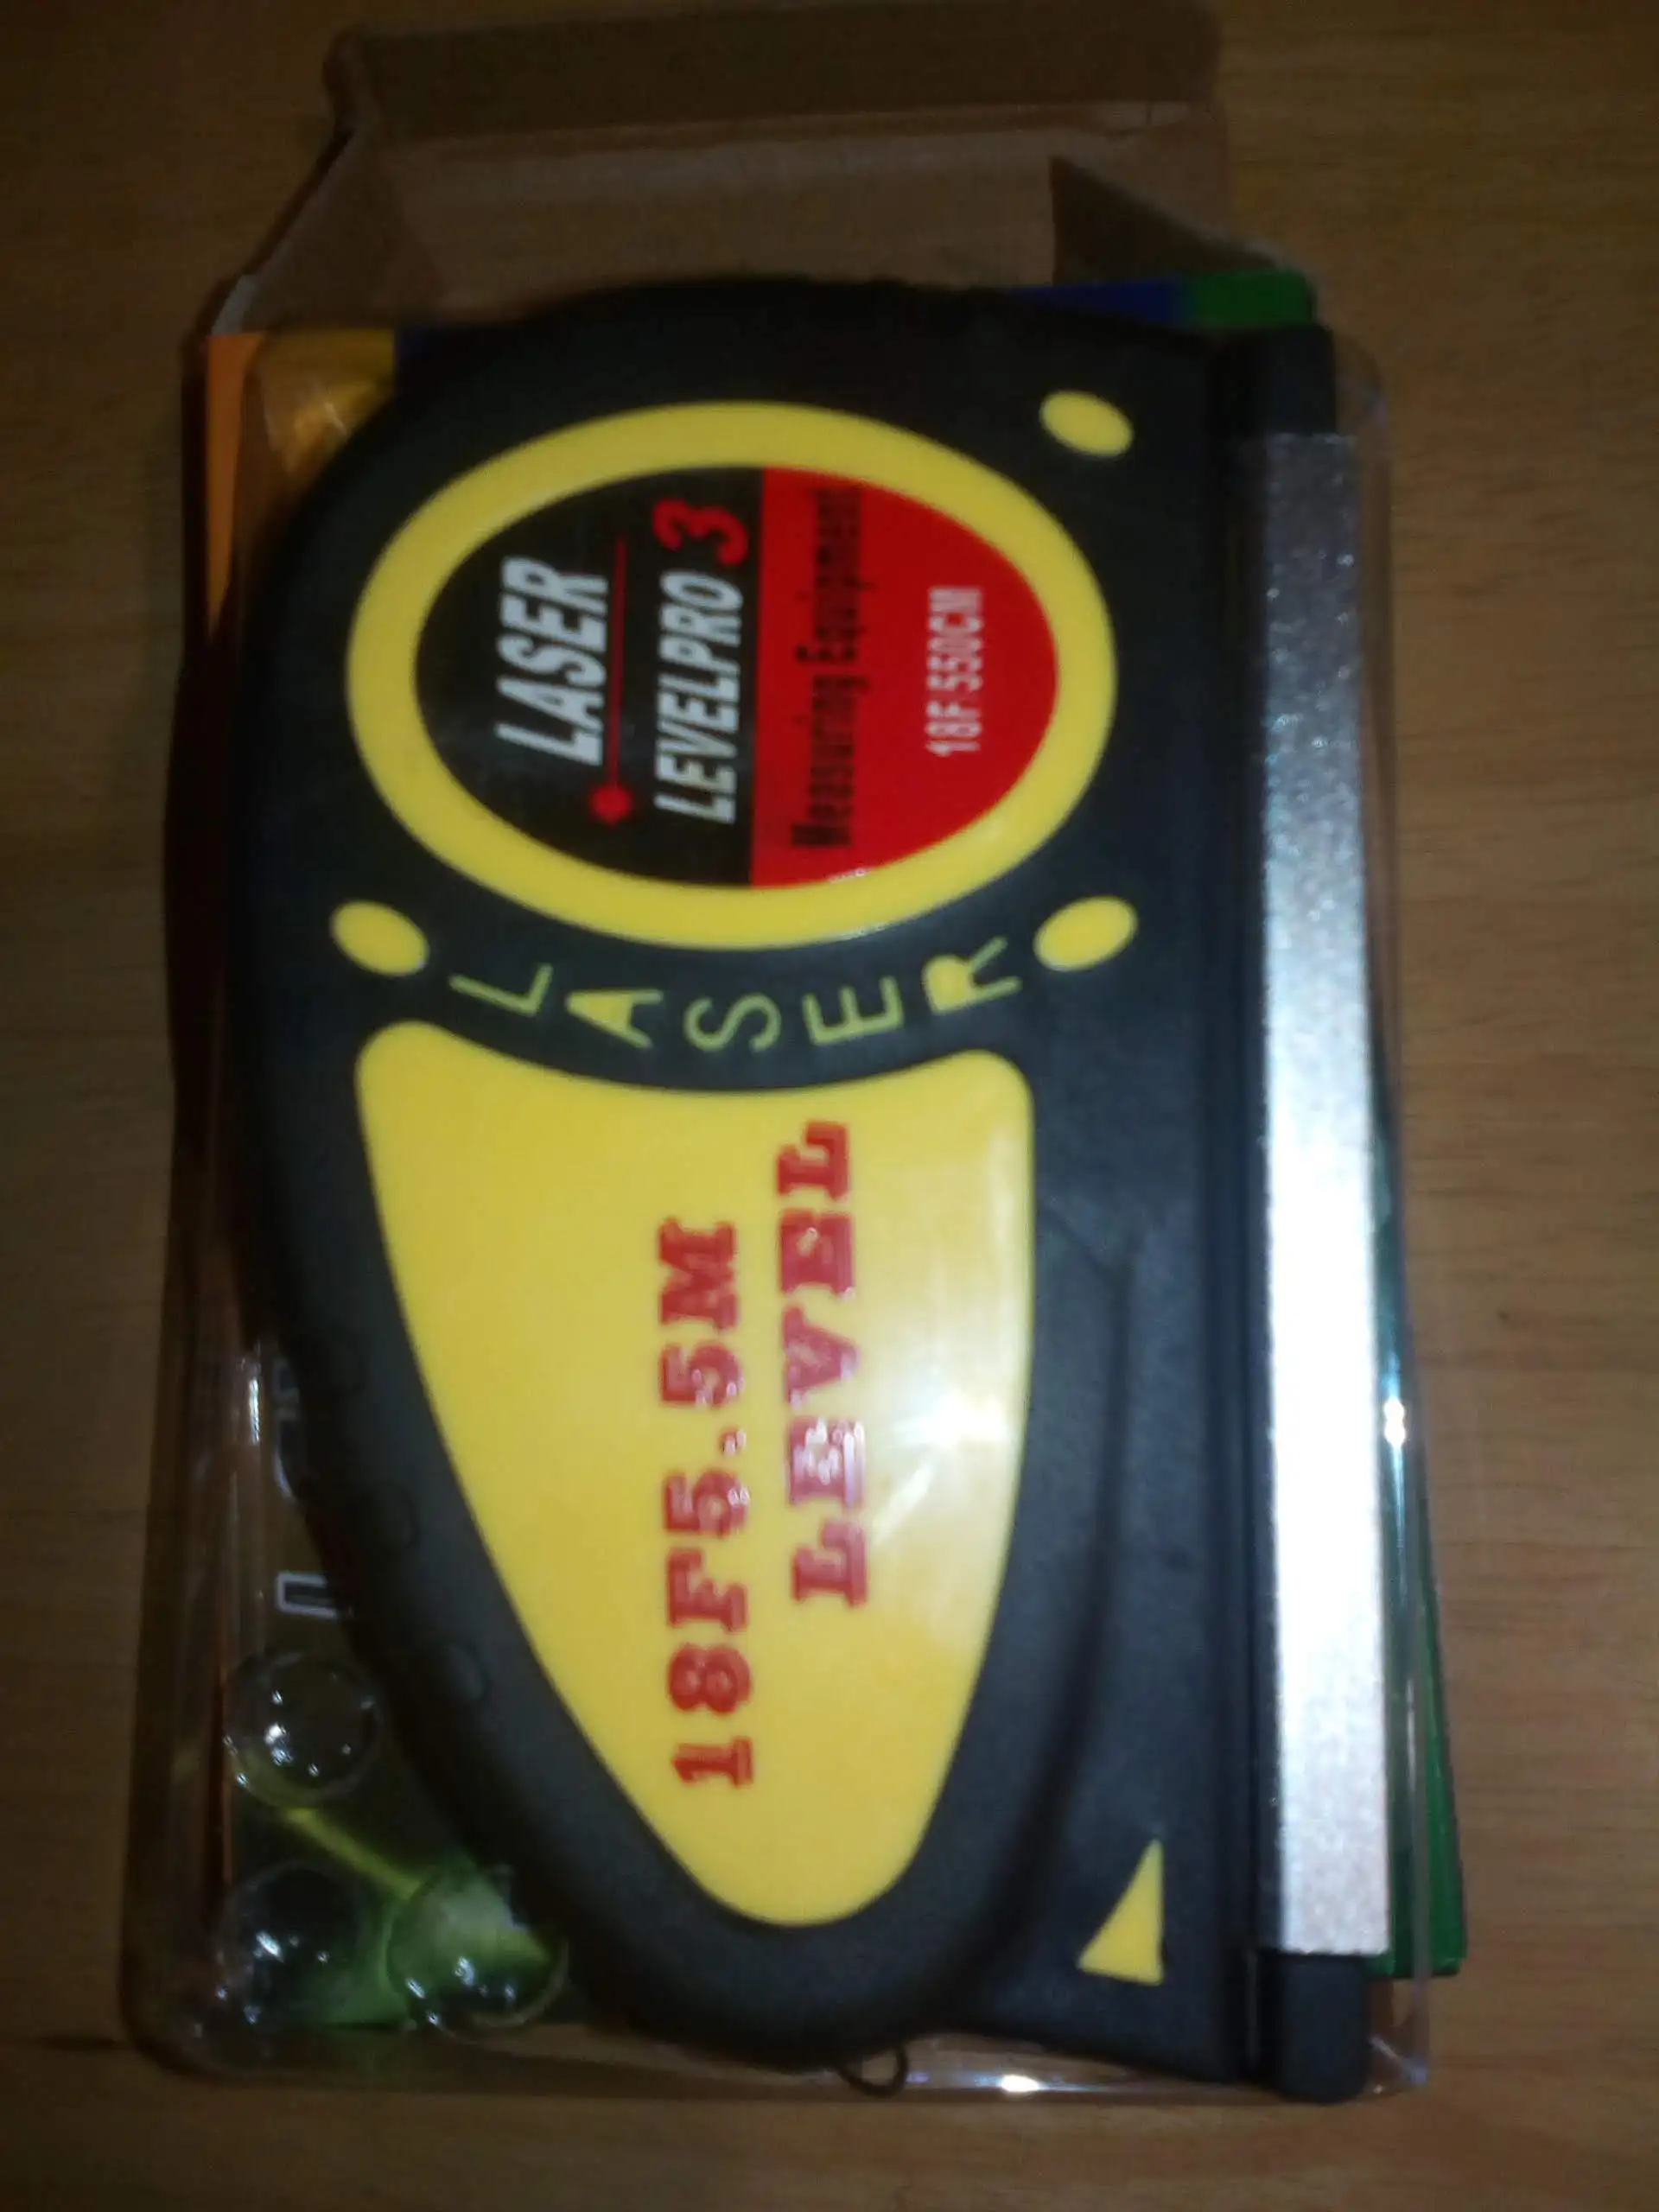 LASER
LEVELPRO 3
Measuring Equipment
18F 550CM
LASER
18F5.5M
LEVEL